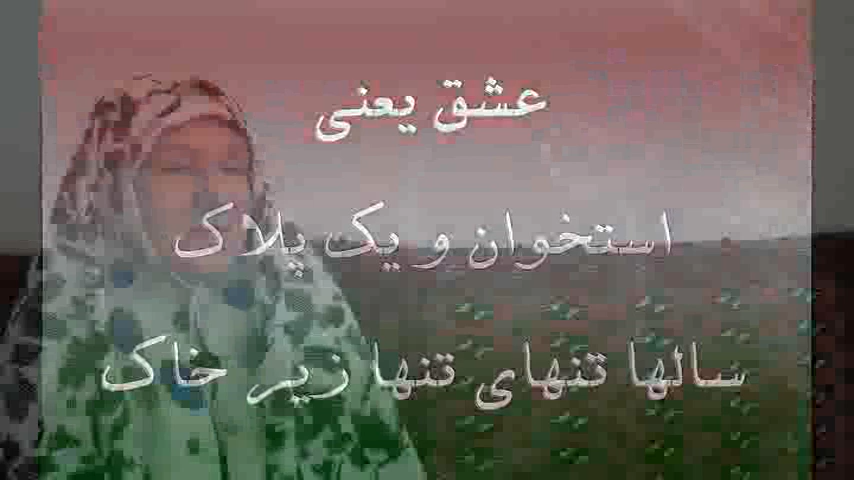 عشق یعنی
استخوان و یک پلاک
سالها تنهای تنها زیر خاک